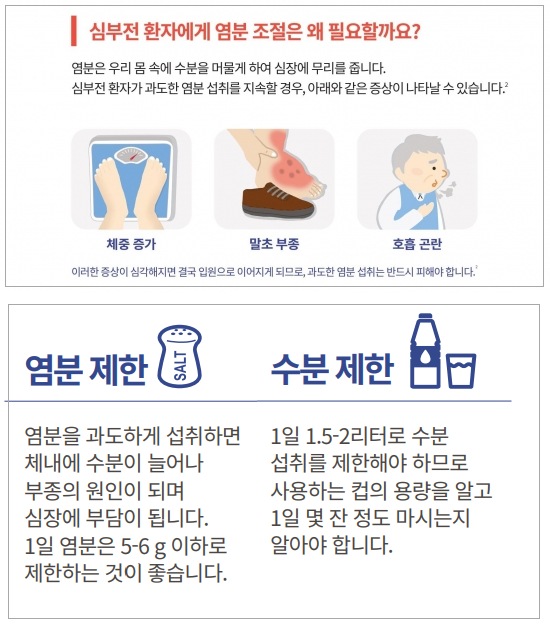 심부전 환자에게 염분 조절은 왜 필요할까요?
염분은 우리 몸 속에 수분을 머물게 하여 심장에 무리를 줍니다.
심부전 환자가 과도한 염분 섭취를 지속할 경우, 아래와 같은 증상이 나타날 수 있습니다.²
체중 증가
말초 부종
호흡 곤란
이러한 증상이 심각해지면 결국 입원으로 이어지게 되므로, 과도한 염분 섭취는 반드시 피해야 합니다.¹
염분 제한
SALT
수분 제한
염분을 과도하게 섭취하면
체내에 수분이 늘어나
부종의 원인이 되며
심장에 부담이 됩니다.
1일 염분은 5-6 g 이하로
제한하는 것이 좋습니다.
1일 1.5-2리터로 수분
섭취를 제한해야 하므로
사용하는 컵의 용량을 알고
1일 몇 잔 정도 마시는지
알아야 합니다.